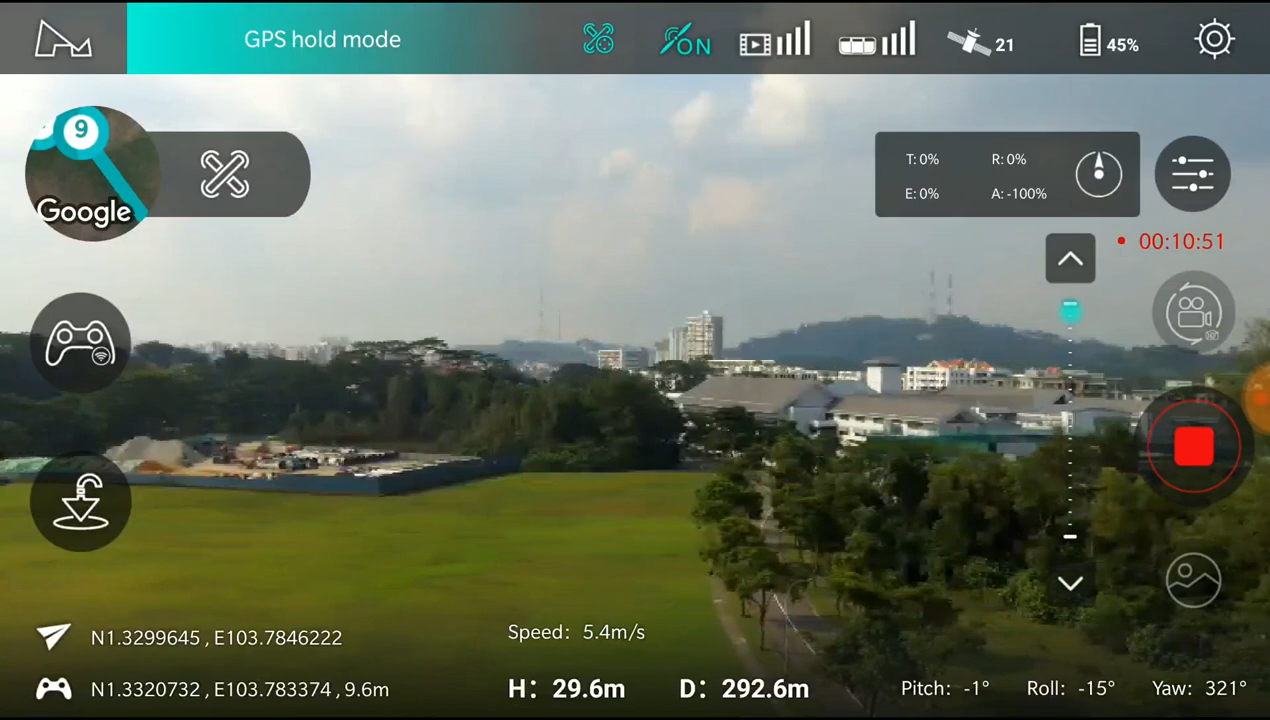 GPS hold mode
ON
21
45%
9
Google
T: 0% R: 0%
E: 0% A: -100%
00:10:51
N1.3299645 , E103.7846222
Speed: 5.4m/s
N1.3320732 , E103.783374 , 9.6m
H: 29.6m D: 292.6m
Pitch: -1° Roll: -15° Yaw: 321°